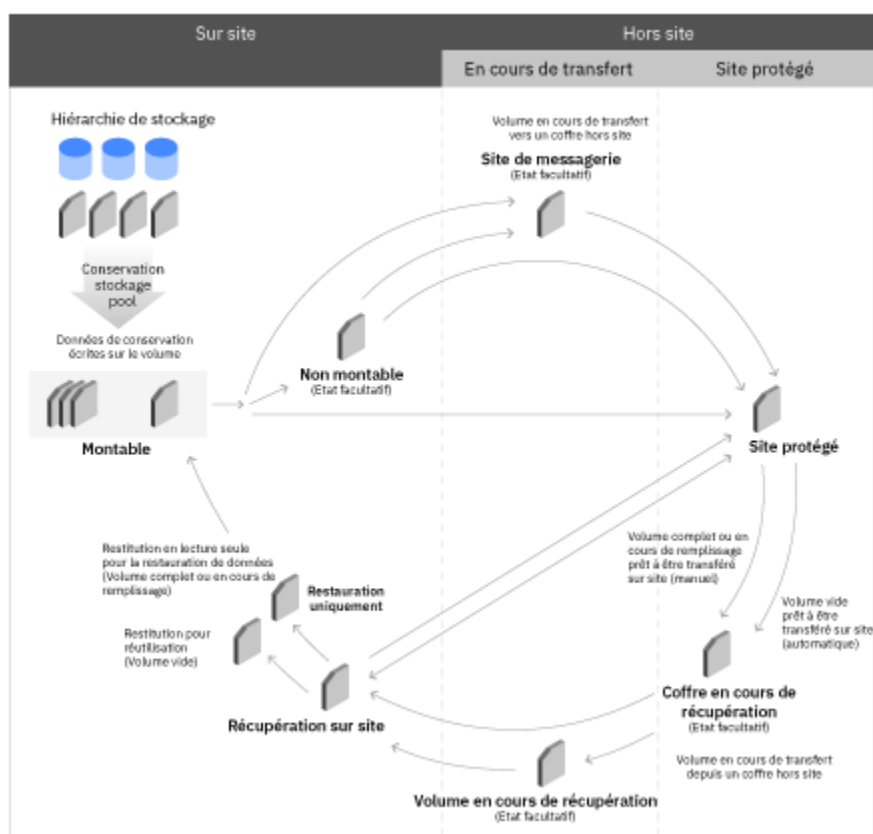 Sur site
Hors site
En cours de transfert
Site protégé
Hiérarchie de stockage
Conservation
stockage
pool
Données de conservation
écrites sur le volume
Montable
Non montable
(Etat facultatif)
Volume en cours de transfert
vers un coffre hors site
Site de messagerie
(Etat facultatif)
Site protégé
Volume complet ou en
cours de remplissage
prêt à être transféré
sur site (manuel)
Volume vide
prêt à être
transféré sur site
(automatique)
Coffre en cours de
récupération
(Etat facultatif)
Volume en cours de transfert
depuis un coffre hors site
Volume en cours de récupération
(Etat facultatif)
Récupération sur site
Restauration
uniquement
Restitution en lecture seule
pour la restauration de données
(Volume complet ou en cours de
remplissage)
Restitution pour
réutilisation
(Volume vide)